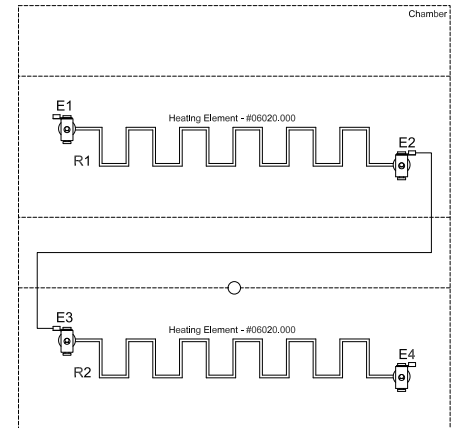 Chamber
E1
Heating Element - #06020.000
E2
R1
E3
Heating Element - #06020.000
E4
R2